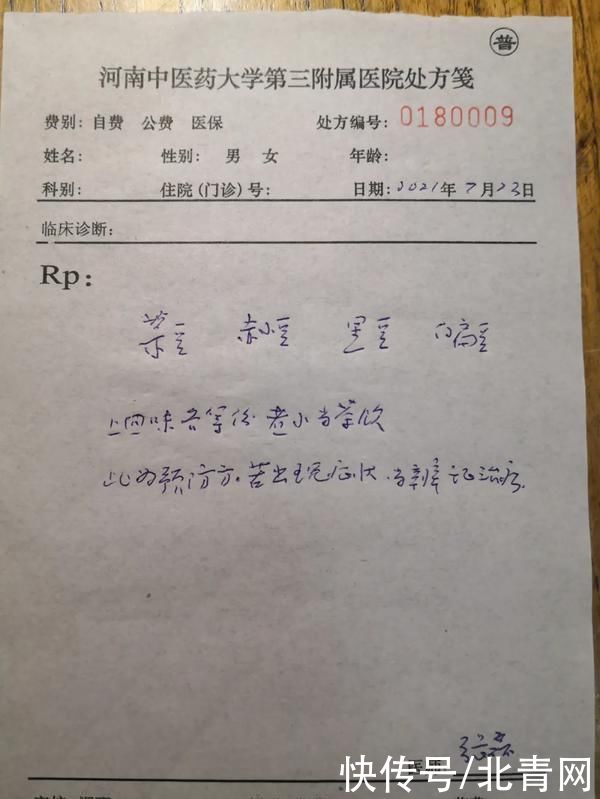 普
河南中医药大学第三附属医院处方笺
费别: 自费 公费 医保 处方编号: 0180009
姓名: 性别: 男 女 年龄:
科别: 住院(门诊)号: 日期: 2021年7月23日
临床诊断:
Rp:
菉豆 赤小豆 黑豆 白扁豆
上四味各等份 煮水当茶饮
此为预防方。若出现症状,当辨证治疗。
快传号/北青网